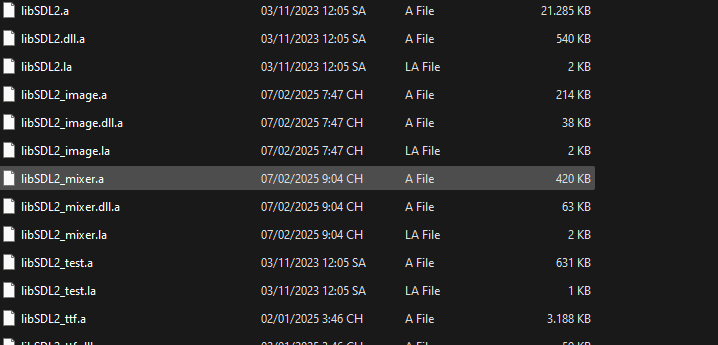 libSDL2.a 03/11/2023 12:05 SA A File 21.285 KB
libSDL2.dll.a 03/11/2023 12:05 SA A File 540 KB
libSDL2.la 03/11/2023 12:05 SA LA File 2 KB
libSDL2_image.a 07/02/2025 7:47 CH A File 214 KB
libSDL2_image.dll.a 07/02/2025 7:47 CH A File 38 KB
libSDL2_image.la 07/02/2025 7:47 CH LA File 2 KB
libSDL2_mixer.a 07/02/2025 9:04 CH A File 420 KB
libSDL2_mixer.dll.a 07/02/2025 9:04 CH A File 63 KB
libSDL2_mixer.la 07/02/2025 9:04 CH LA File 2 KB
libSDL2_test.a 03/11/2023 12:05 SA A File 631 KB
libSDL2_test.la 03/11/2023 12:05 SA LA File 1 KB
libSDL2_ttf.a 02/01/2025 3:46 CH A File 3.188 KB